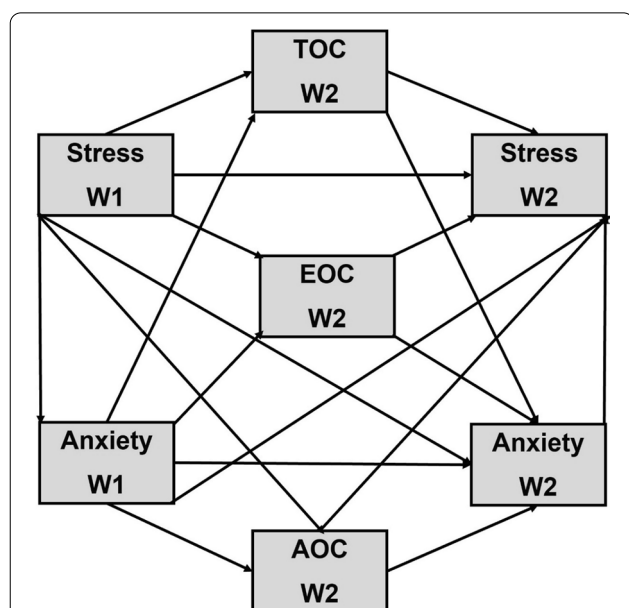 TOC
W2
Stress
W1
Stress
W2
EOC
W2
Anxiety
W1
Anxiety
W2
AOC
W2